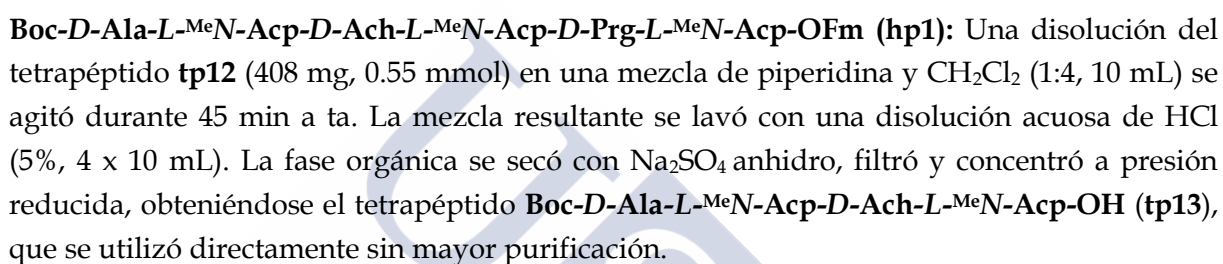 Boc-D-Ala-L-ᴹᵉN-Acp-D-Ach-L-ᴹᵉN-Acp-D-Prg-L-ᴹᵉN-Acp-OFm (hp1): Una disolución del
tetrapéptido tp12 (408 mg, 0.55 mmol) en una mezcla de piperidina y CH₂Cl₂ (1:4, 10 mL) se
agitó durante 45 min a ta. La mezcla resultante se lavó con una disolución acuosa de HCl
(5%, 4 x 10 mL). La fase orgánica se secó con Na₂SO₄ anhidro, filtró y concentró a presión
reducida, obteniéndose el tetrapéptido Boc-D-Ala-L-ᴹᵉN-Acp-D-Ach-L-ᴹᵉN-Acp-OH (tp13),
que se utilizó directamente sin mayor purificación.